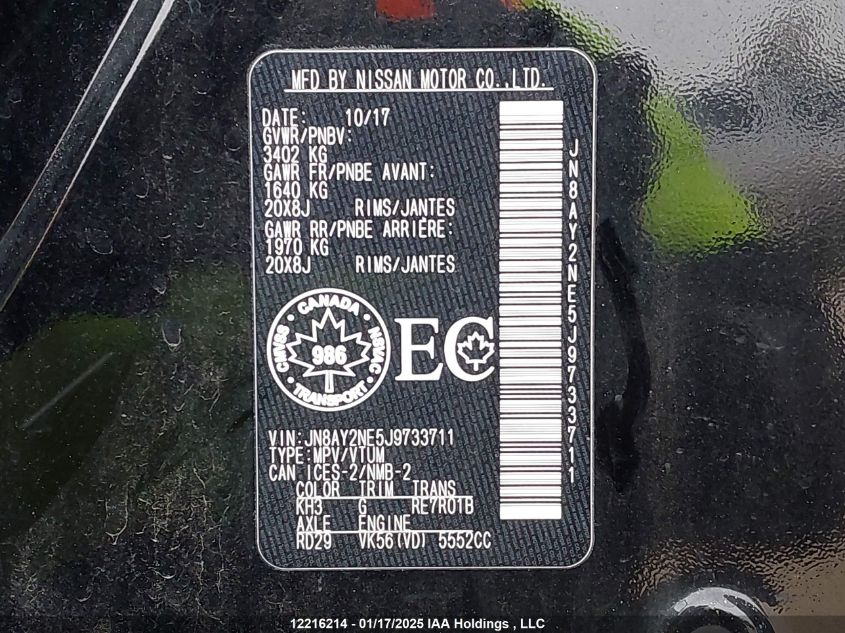 MFD BY NISSAN MOTOR CO.,LTD.
DATE: 10/17
GVWR/PNBV:
3402 KG
GAWR FR/PNBE AVANT:
1640 KG
20X8J RIMS/JANTES
GAWR RR/PNBE ARRIÈRE:
1970 KG
20X8J RIMS/JANTES
CANADA
CMVSS
986
NSVAC
TRANSPORT
EC
VIN:JN8AY2NE5J9733711
TYPE:MPV/VTUM
CAN ICES-2/NMB-2
COLOR TRIM TRANS
KH3 G RE7R01B
AXLE ENGINE
RD29 VK56(VD) 5552CC
JN8AY2NE5J9733711
12216214 - 01/17/2025 IAA Holdings , LLC